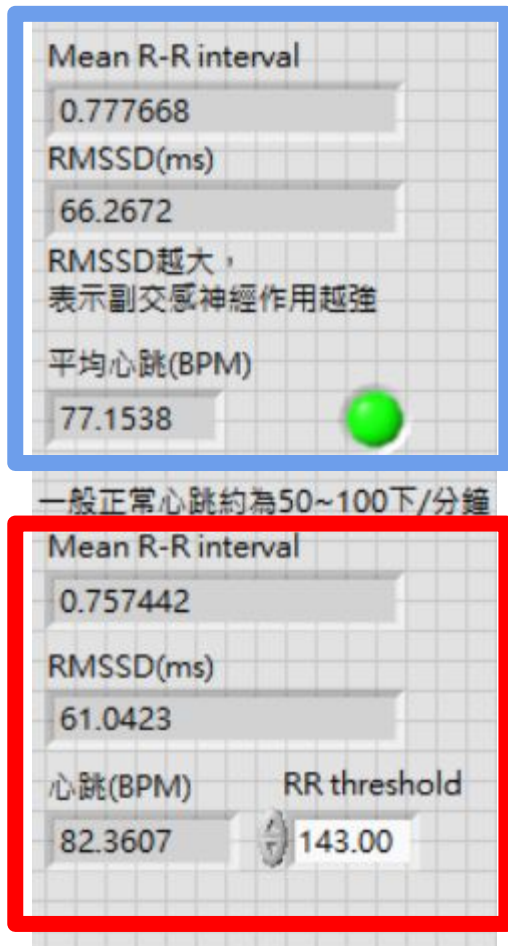 Mean R-R interval
0.777668
RMSSD(ms)
66.2672
RMSSD越大，
表示副交感神經作用越強
平均心跳(BPM)
77.1538
一般正常心跳約為50~100下/分鐘
Mean R-R interval
0.757442
RMSSD(ms)
61.0423
心跳(BPM) RR threshold
82.3607 143.00